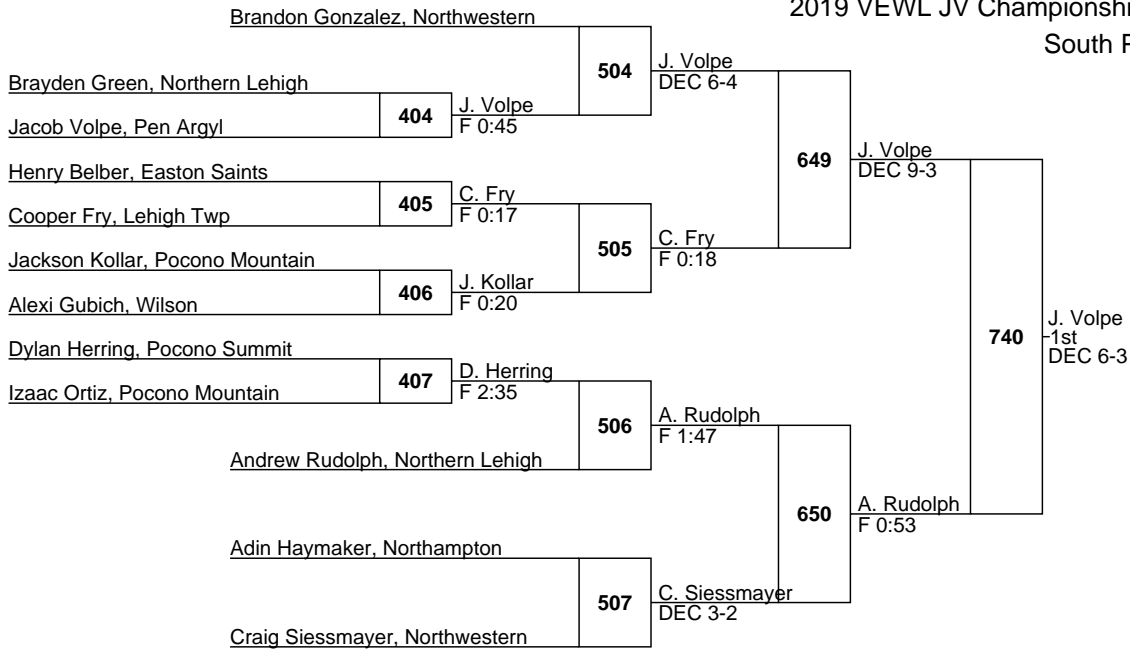 2019 VEWL JV Championshi
South
Brandon Gonzalez, Northwestern
504
J. Volpe
DEC 6-4
Brayden Green, Northern Lehigh
404
J. Volpe
F 0:45
Jacob Volpe, Pen Argyl
649
J. Volpe
DEC 9-3
Henry Belber, Easton Saints
405
C. Fry
F 0:17
Cooper Fry, Lehigh Twp
505
C. Fry
F 0:18
Jackson Kollar, Pocono Mountain
406
J. Kollar
F 0:20
Alexi Gubich, Wilson
740
J. Volpe
1st
DEC 6-3
Dylan Herring, Pocono Summit
407
D. Herring
F 2:35
Izaac Ortiz, Pocono Mountain
506
A. Rudolph
F 1:47
Andrew Rudolph, Northern Lehigh
650
A. Rudolph
F 0:53
Adin Haymaker, Northampton
507
C. Siessmayer
DEC 3-2
Craig Siessmayer, Northwestern